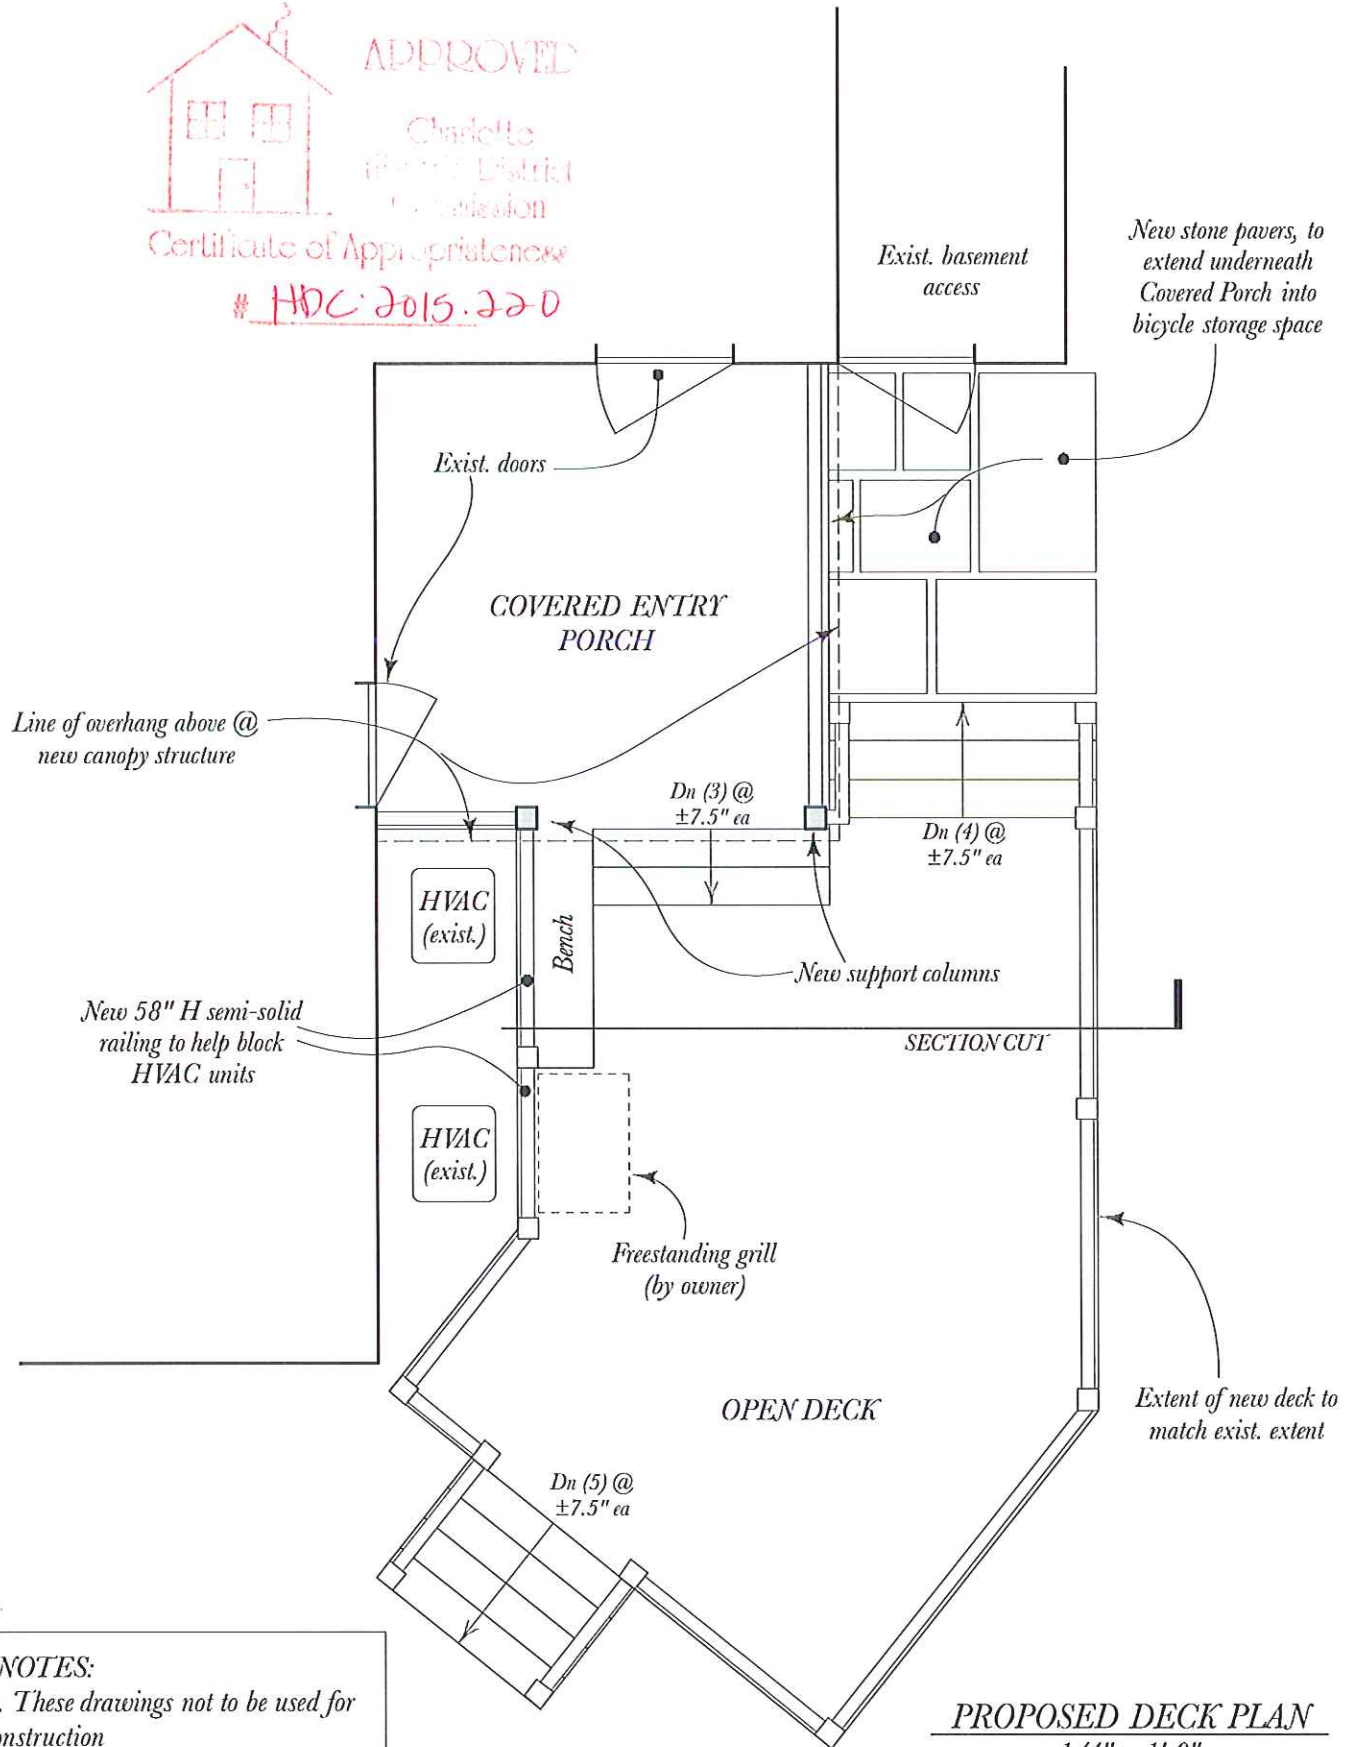 APPROVED
Charlotte
District
Certificate of Appropriateness
# HDC 2015.220
Exist. basement
access
New stone pavers, to
extend underneath
Covered Porch into
bicycle storage space
Exist. doors
COVERED ENTRY
PORCH
Line of overhang above @
new canopy structure
Dn (3) @
±7.5" ea
Dn (4) @
±7.5" ea
HVAC
(exist.)
Bench
New support columns
New 58" H semi-solid
railing to help block
HVAC units
SECTION CUT
HVAC
(exist.)
Freestanding grill
(by owner)
OPEN DECK
Extent of new deck to
match exist. extent
Dn (5) @
±7.5" ea
NOTES:
. These drawings not to be used for
onstruction
PROPOSED DECK PLAN